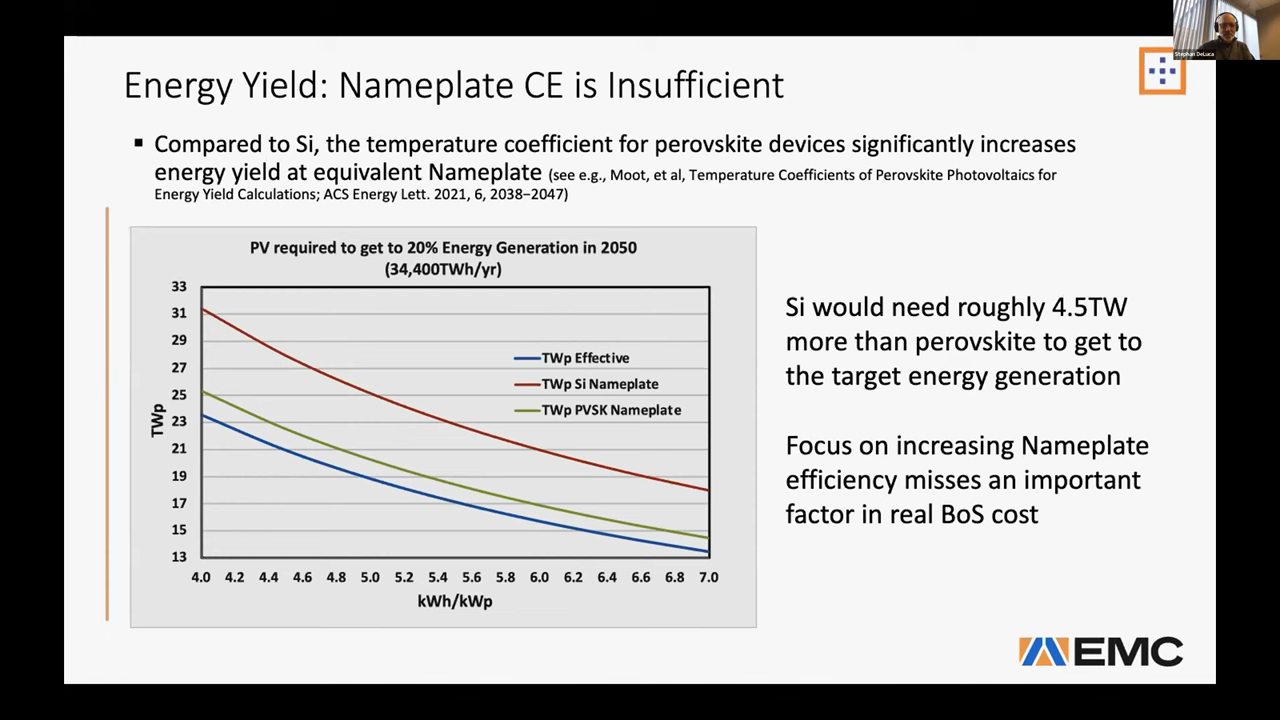 Stephan DeLuca
Energy Yield: Nameplate CE is Insufficient
▪ Compared to Si, the temperature coefficient for perovskite devices significantly increases
energy yield at equivalent Nameplate (see e.g., Moot, et al, Temperature Coefficients of Perovskite Photovoltaics for
Energy Yield Calculations; ACS Energy Lett. 2021, 6, 2038−2047)
PV required to get to 20% Energy Generation in 2050
(34,400TWh/yr)
33
31
29
27
25
23
21
19
17
15
13
TWp
TWp Effective
TWp Si Nameplate
TWp PVSK Nameplate
4.0 4.2 4.4 4.6 4.8 5.0 5.2 5.4 5.6 5.8 6.0 6.2 6.4 6.6 6.8 7.0
kWh/kWp
Si would need roughly 4.5TW
more than perovskite to get to
the target energy generation
Focus on increasing Nameplate
efficiency misses an important
factor in real BoS cost
EMC